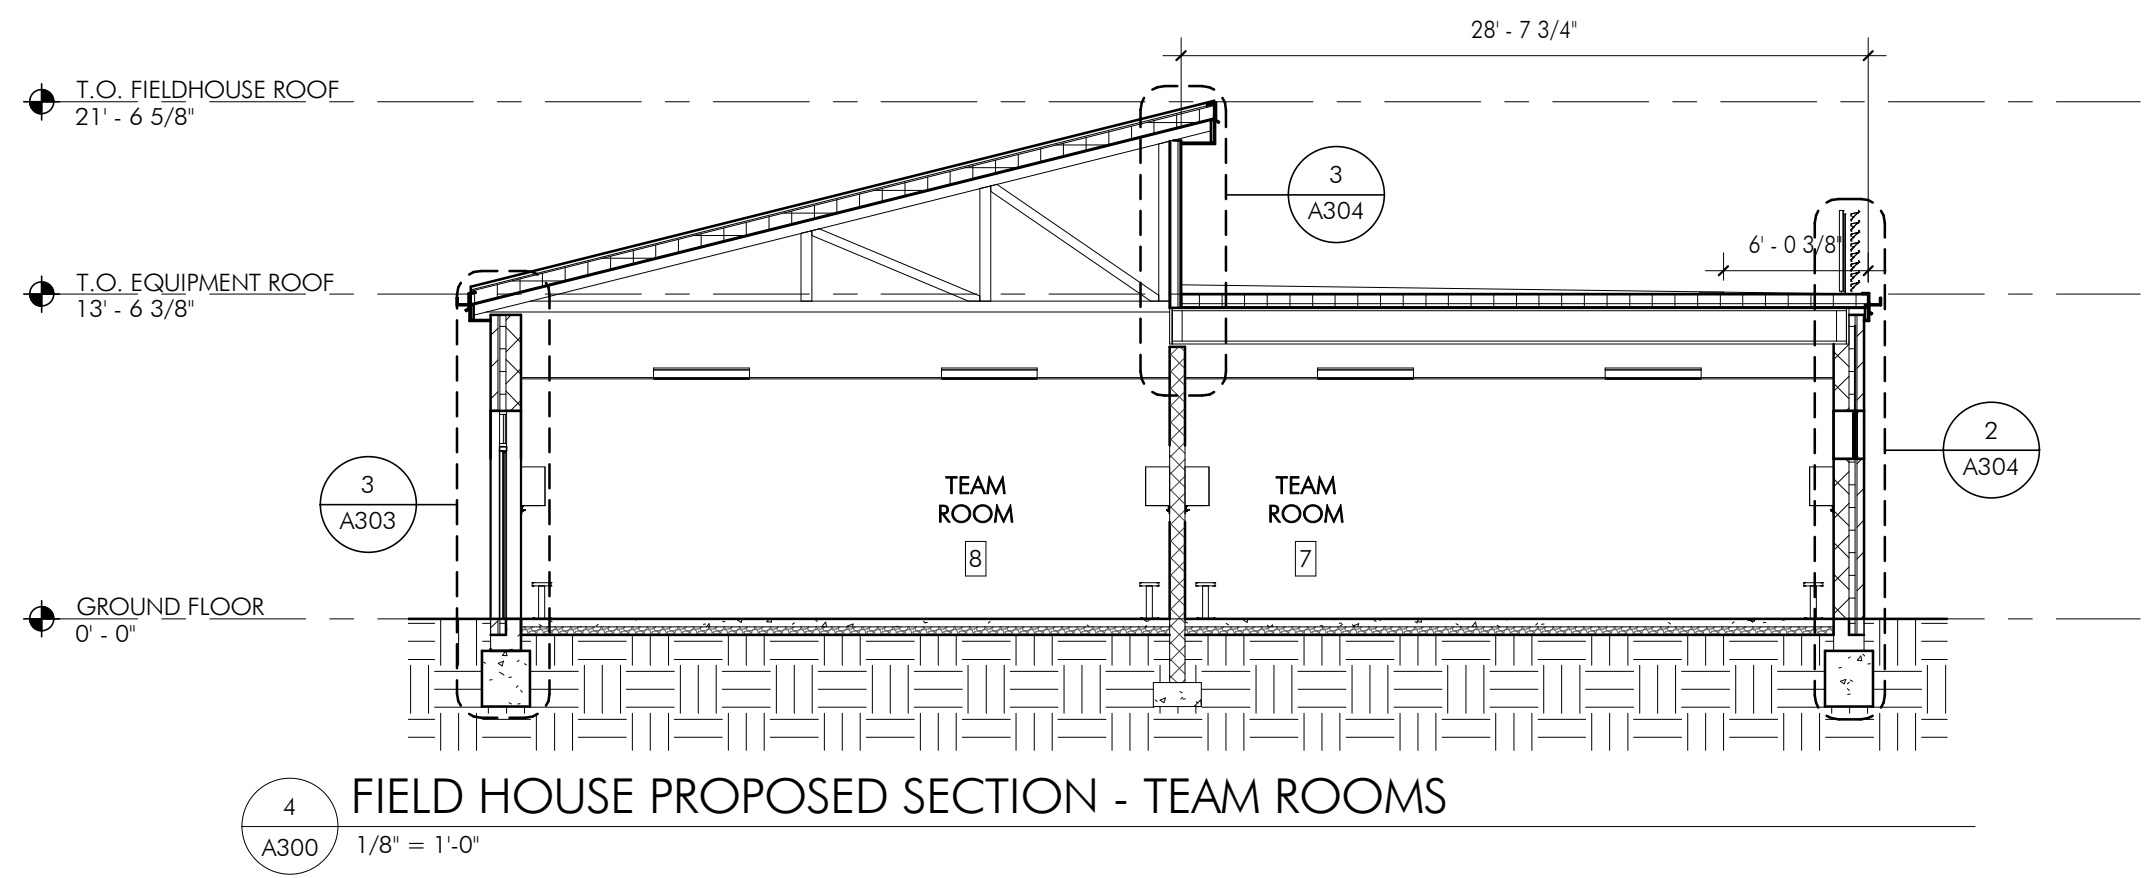 28' - 7 3/4"
T.O. FIELDHOUSE ROOF
21' - 6 5/8"
3
A304
6' - 0 3/8"
T.O. EQUIPMENT ROOF
13' - 6 3/8"
2
A304
3
A303
TEAM
ROOM
8
TEAM
ROOM
7
GROUND FLOOR
0' - 0"
4
A300
FIELD HOUSE PROPOSED SECTION - TEAM ROOMS
1/8" = 1'-0"